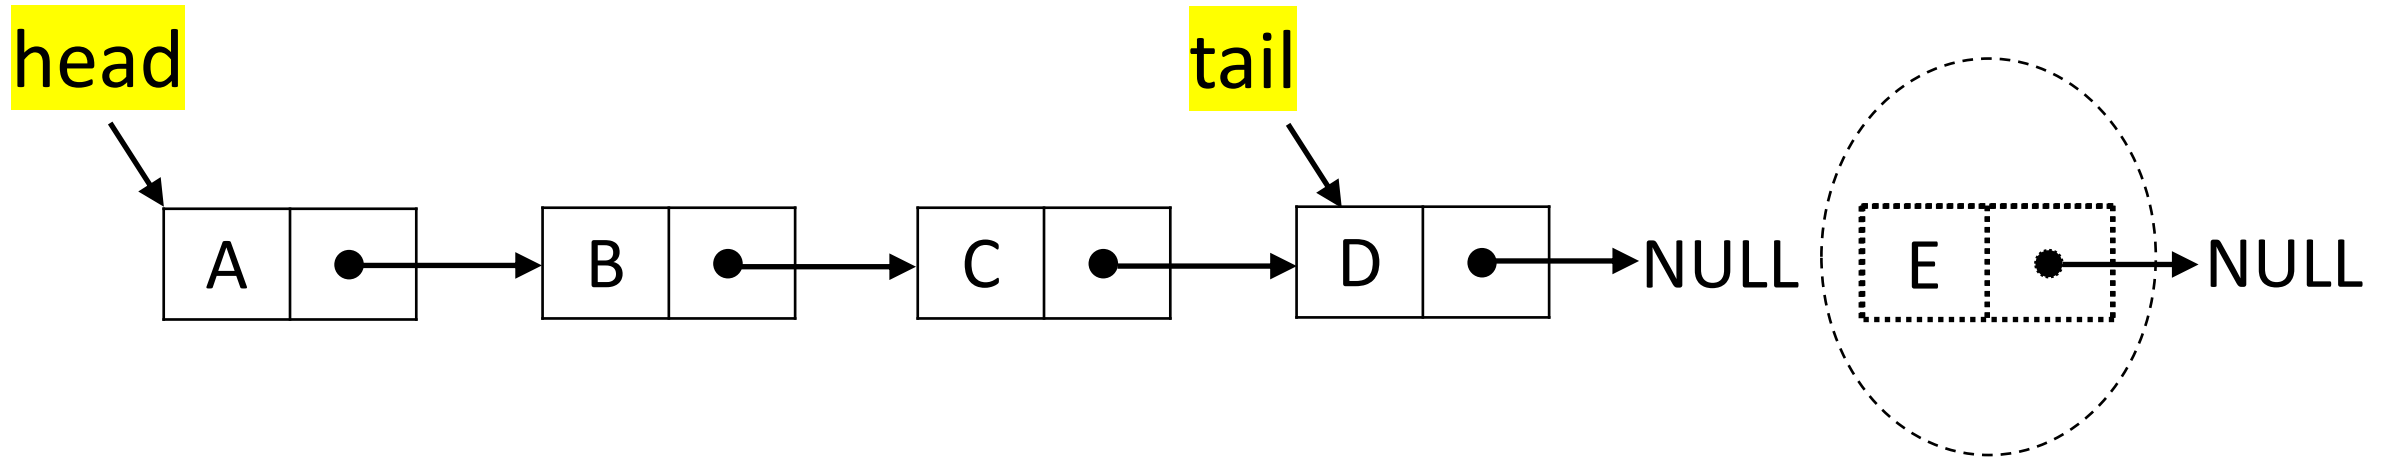 head tail
A B C D NULL E NULL